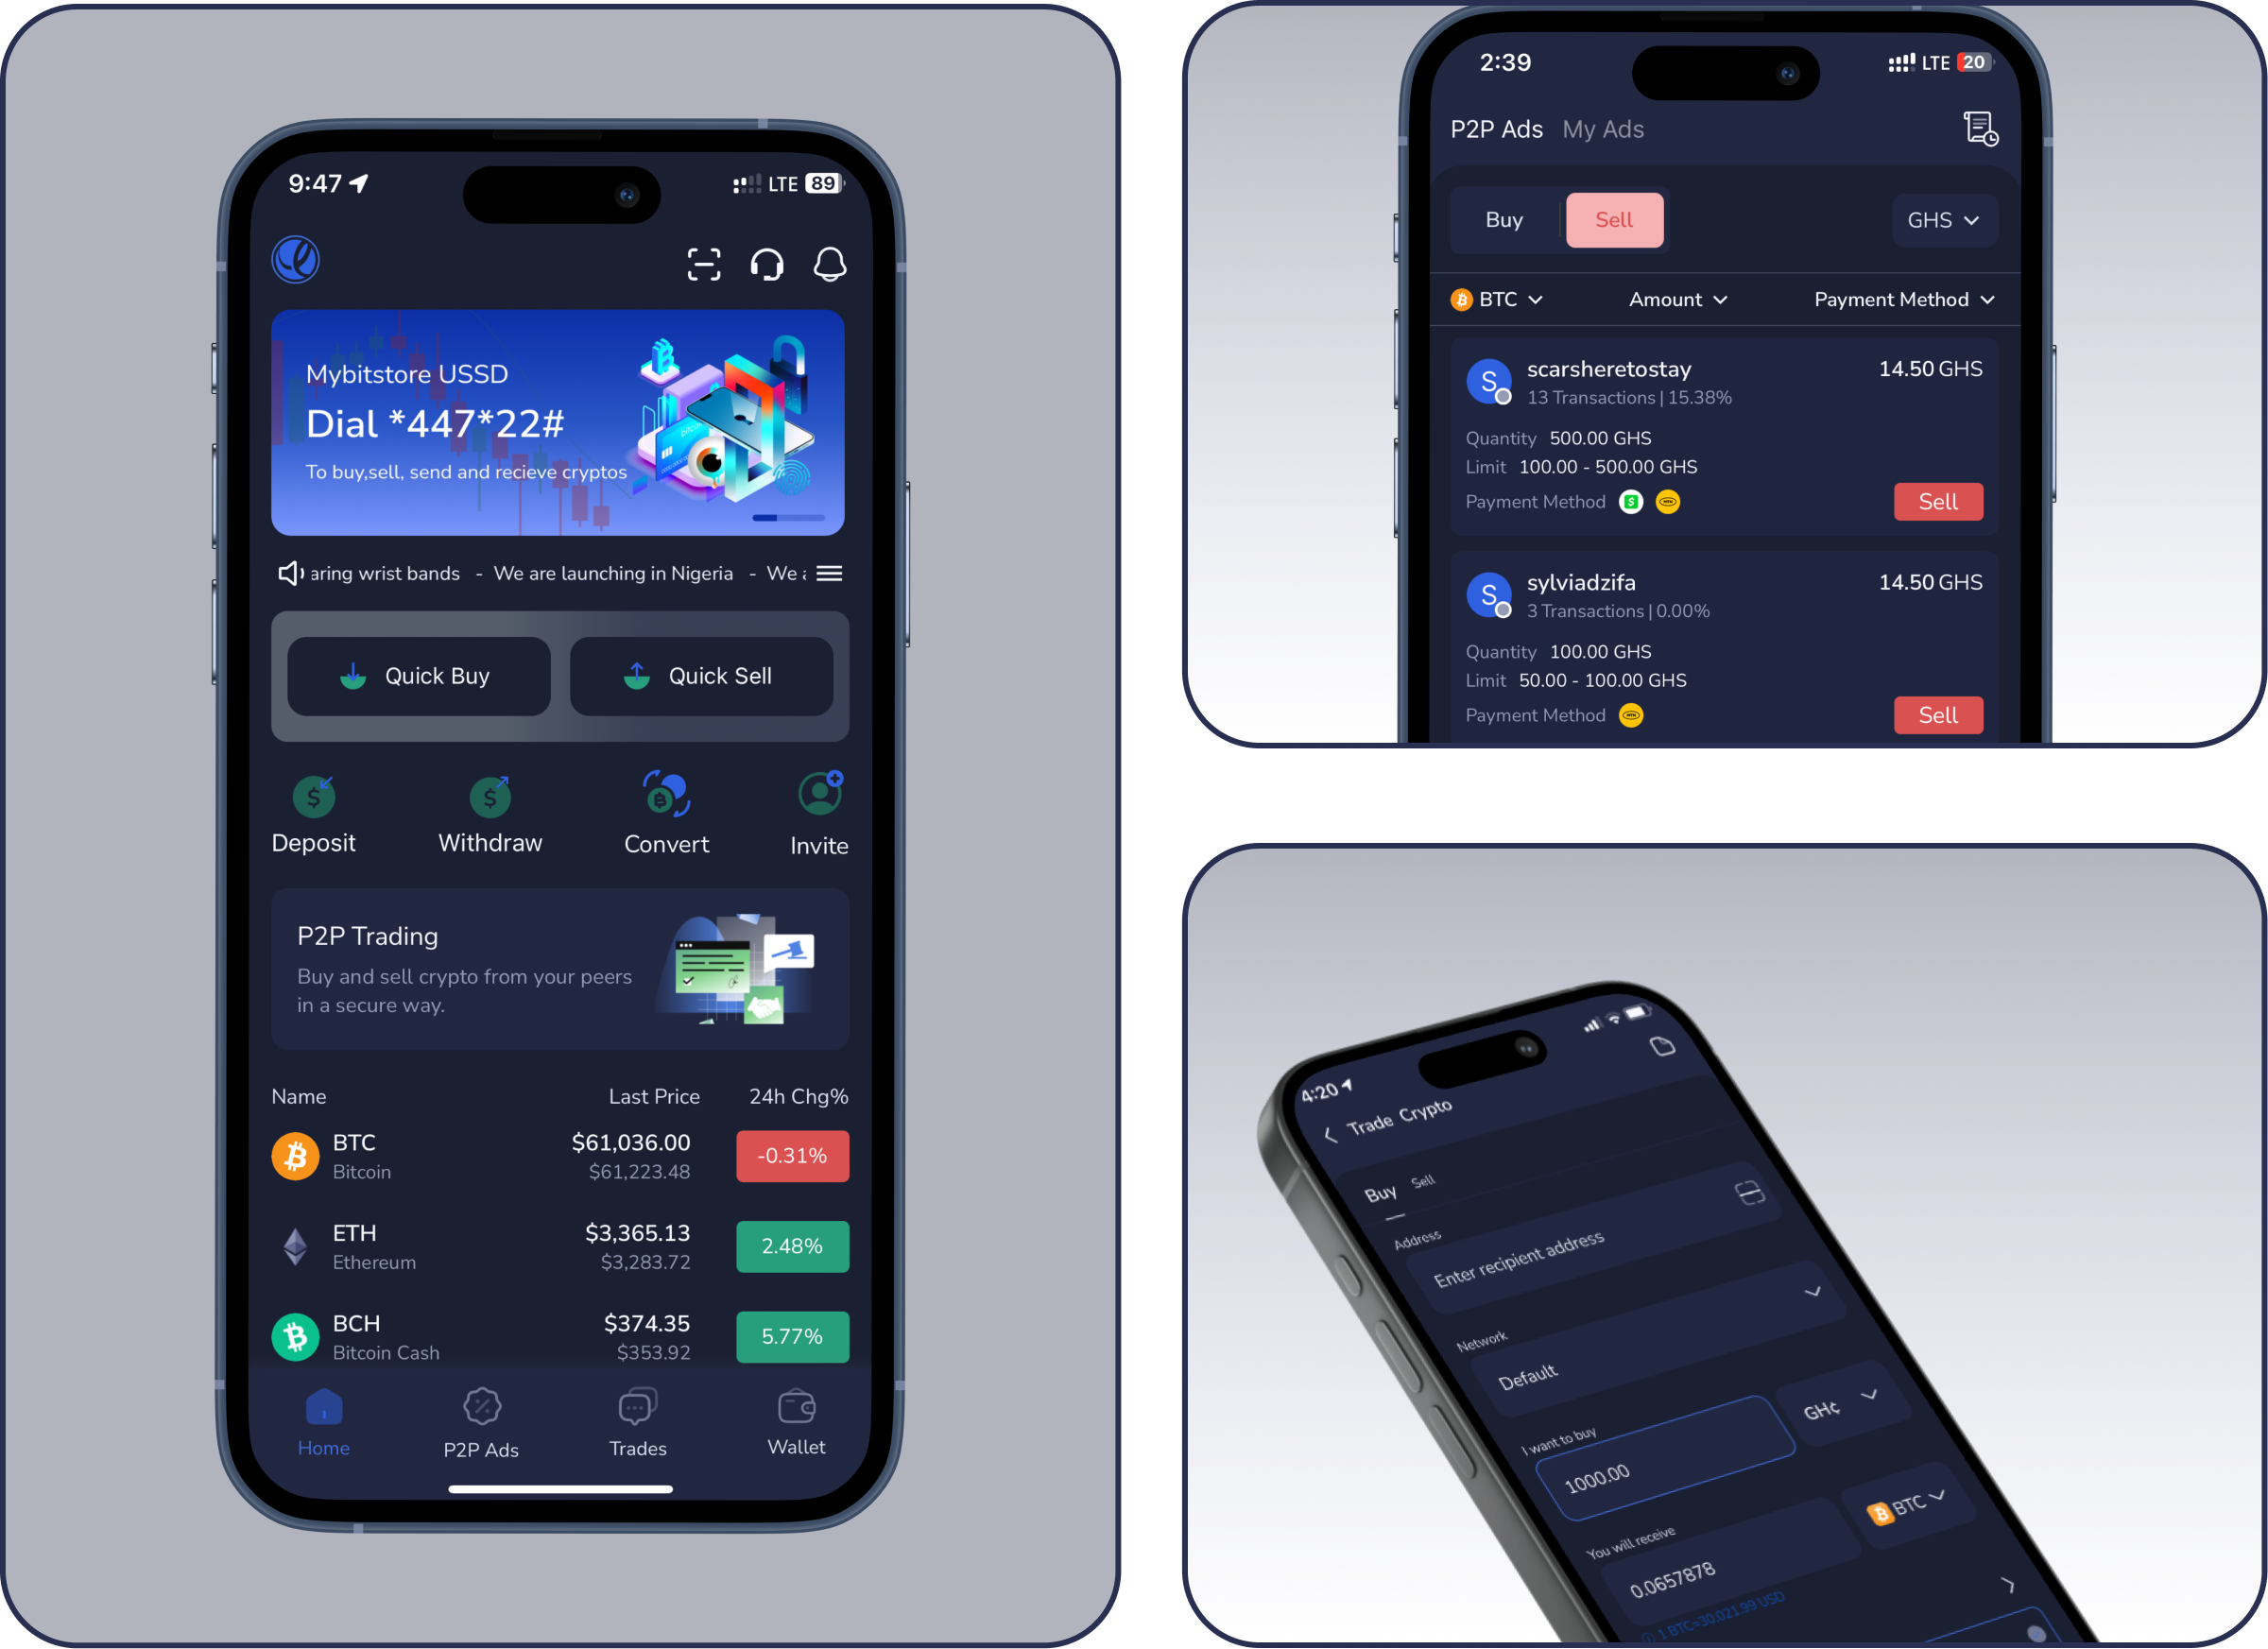 9:47
LTE 89
Mybitstore USSD
Dial *447*22#
To buy,sell, send and recieve cryptos
aring wrist bands - We are launching in Nigeria - We a
Quick Buy
Quick Sell
Deposit
Withdraw
Convert
Invite
P2P Trading
Buy and sell crypto from your peers
in a secure way.
Name
Last Price
24h Chg%
BTC
$61,036.00
-0.31%
Bitcoin
$61,223.48
ETH
$3,365.13
2.48%
Ethereum
$3,283.72
BCH
$374.35
5.77%
Bitcoin Cash
$353.92
Home
P2P Ads
Trades
Wallet
2:39
LTE 20
P2P Ads
My Ads
Buy
Sell
GHS
BTC
Amount
Payment Method
S
scarsheretostay
14.50 GHS
13 Transactions | 15.38%
Quantity 500.00 GHS
Limit 100.00 - 500.00 GHS
Payment Method
Sell
S
sylviadzifa
14.50 GHS
3 Transactions | 0.00%
Quantity 100.00 GHS
Limit 50.00 - 100.00 GHS
Payment Method
Sell
4:20
Trade Crypto
Buy
Sell
Address
Enter recipient address
Network
Default
I want to buy
1000.00
GH¢
You will receive
0.0657878
BTC
1 BTC=30,021.99 USD